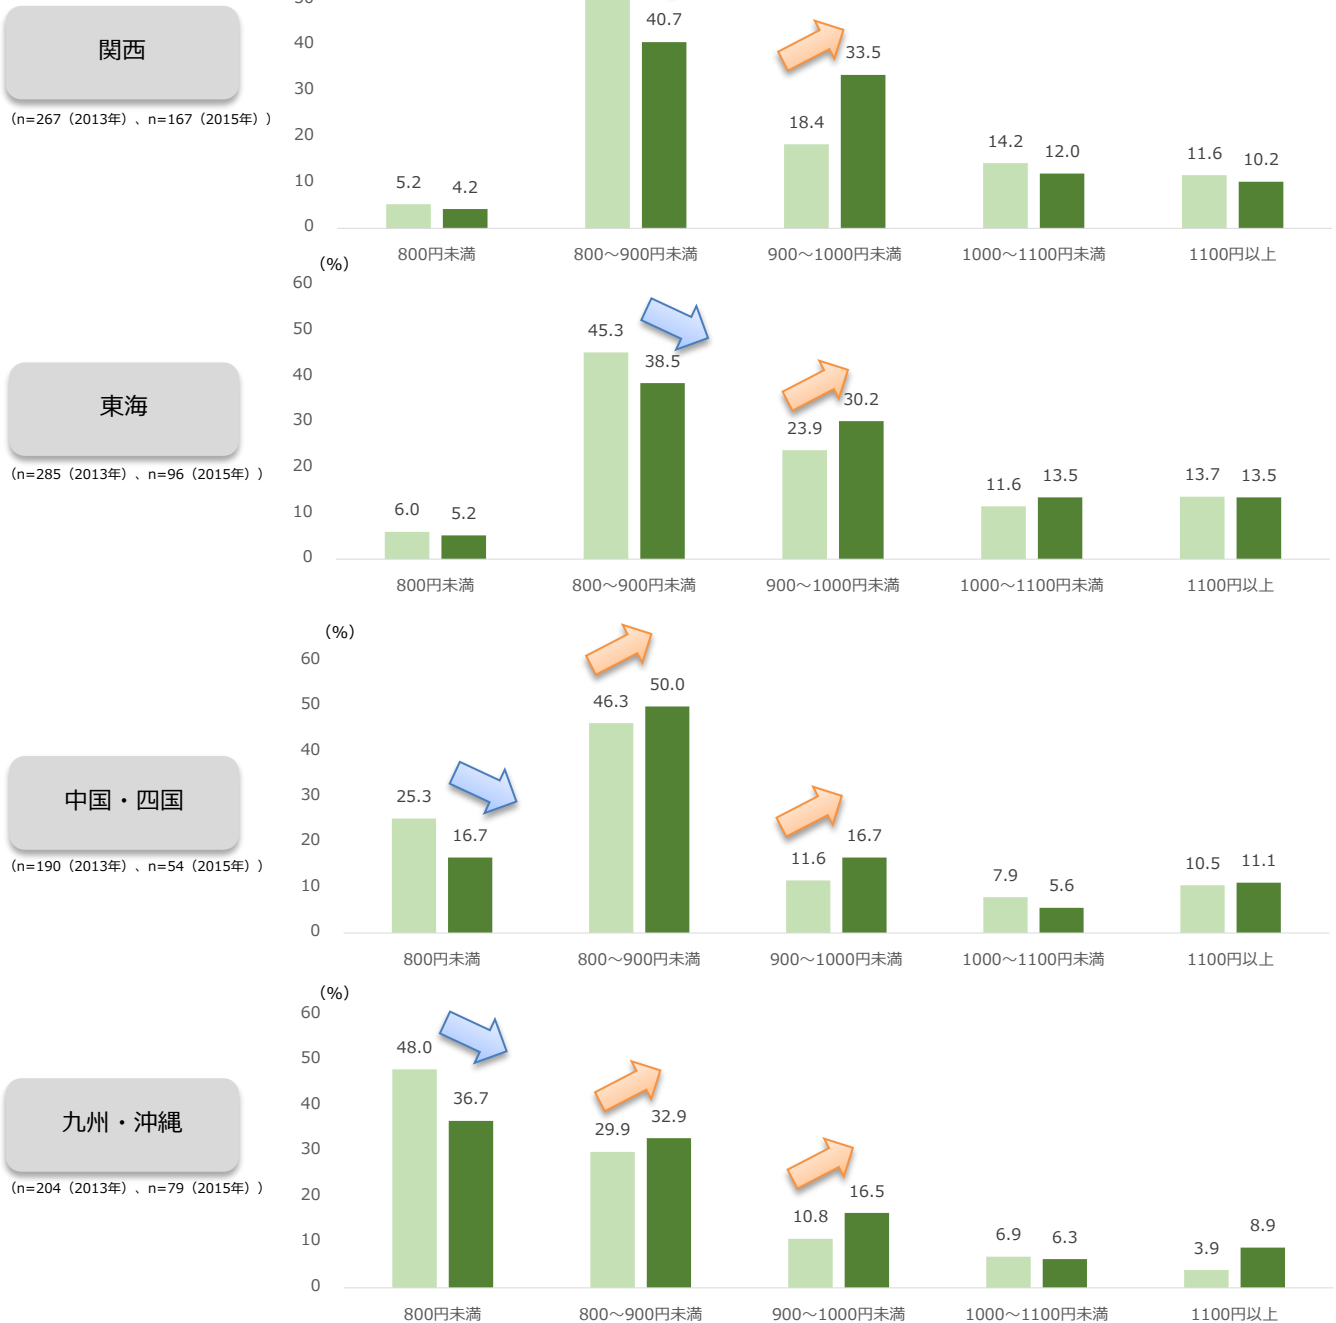 50
40.7
40
関西
33.5
30
(n=267（2013年）、n=167（2015年）)
20
18.4
14.2
12.0
11.6
10.2
10
5.2
4.2
0
800円未満
800～900円未満
900～1000円未満
1000～1100円未満
1100円以上
（%）
60
50
45.3
40
38.5
東海
30.2
30
23.9
(n=285（2013年）、n=96（2015年）)
20
11.6
13.5
13.7
13.5
10
6.0
5.2
0
800円未満
800～900円未満
900～1000円未満
1000～1100円未満
1100円以上
（%）
60
50
46.3
50.0
40
中国・四国
30
25.3
20
16.7
11.6
16.7
(n=190（2013年）、n=54（2015年）)
10
7.9
5.6
10.5
11.1
0
800円未満
800～900円未満
900～1000円未満
1000～1100円未満
1100円以上
（%）
60
50
48.0
40
36.7
九州・沖縄
30
29.9
32.9
(n=204（2013年）、n=79（2015年）)
20
10.8
16.5
10
6.9
6.3
3.9
8.9
0
800円未満
800～900円未満
900～1000円未満
1000～1100円未満
1100円以上